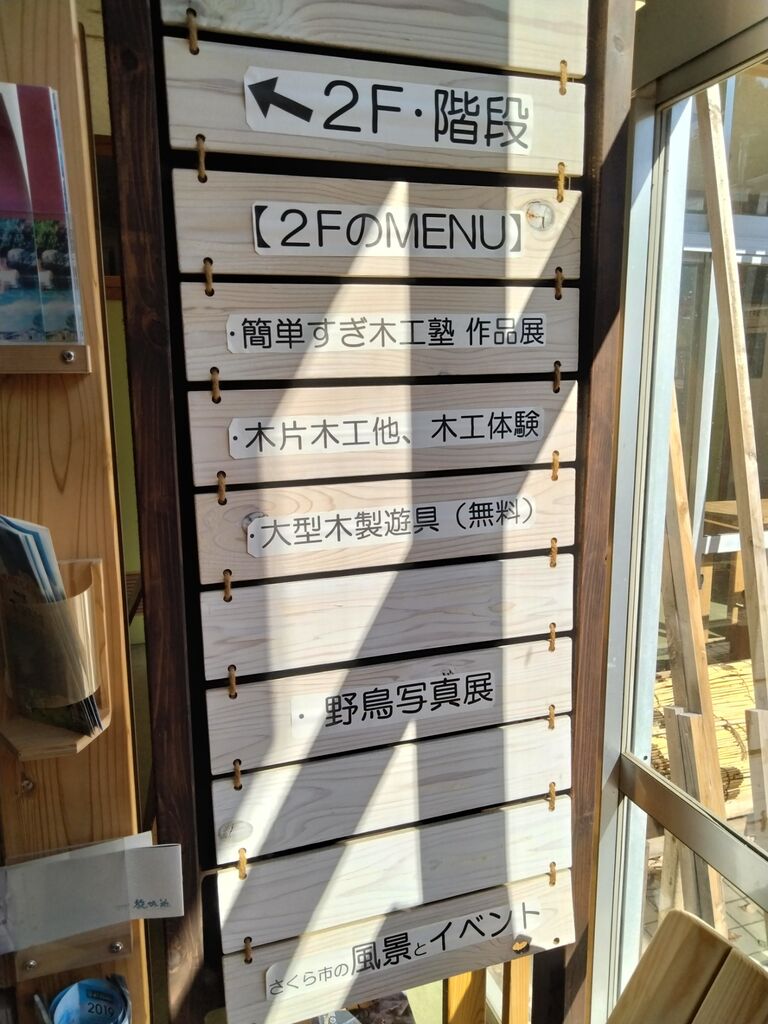 ←2F・階段
【2FのMENU】
・簡単すぎ木工塾 作品展
・木片木工他、木工体験
・大型木製遊具（無料）
・野鳥写真展
さくら市の風景とイベント
2019